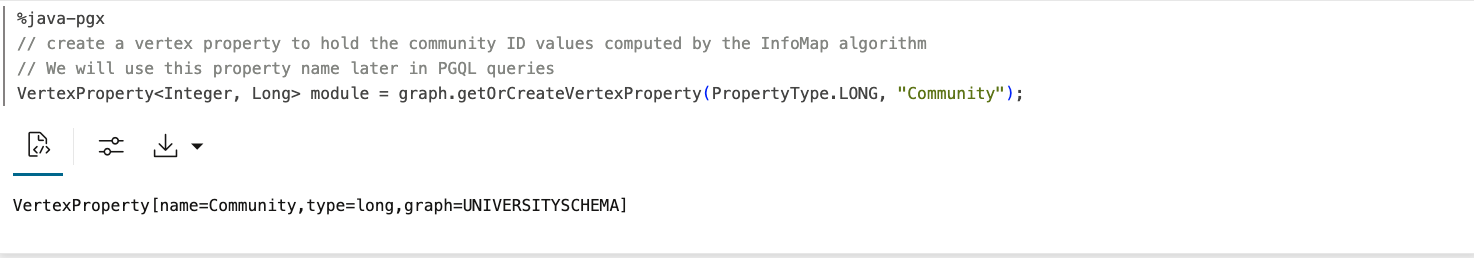 %java-pgx
// create a vertex property to hold the community ID values computed by the InfoMap algorithm
// We will use this property name later in PGQL queries
VertexProperty<Integer, Long> module = graph.getOrCreateVertexProperty(PropertyType.LONG, "Community");
VertexProperty[name=Community,type=long,graph=UNIVERSITYSCHEMA]